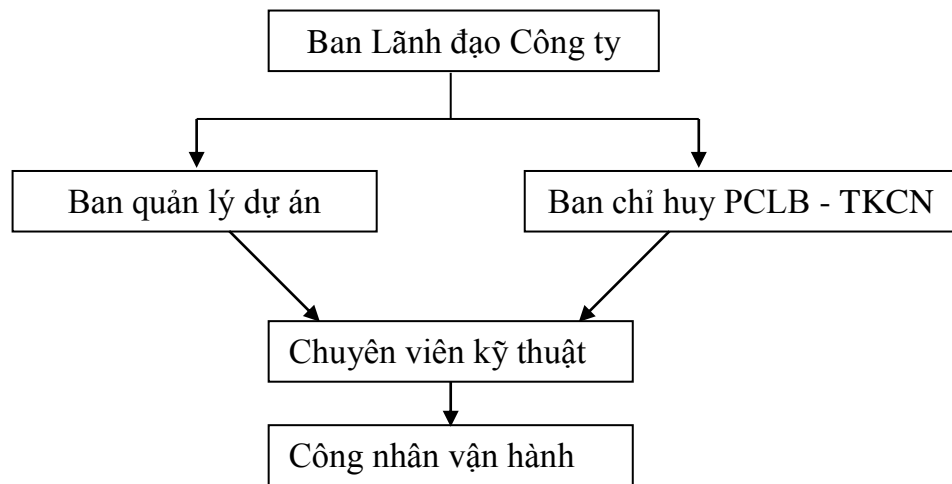 Ban Lãnh đạo Công ty
Ban quản lý dự án
Ban chỉ huy PCLB - TKCN
Chuyên viên kỹ thuật
Công nhân vận hành